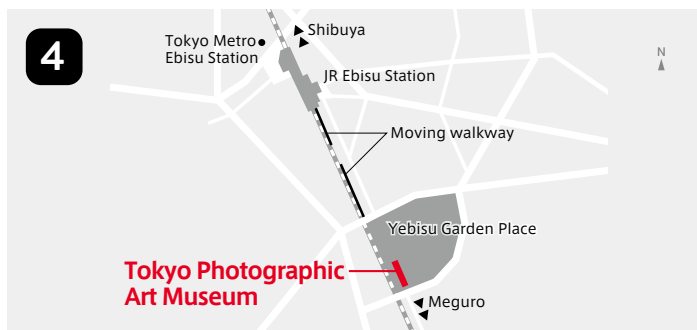 4
Shibuya
Tokyo Metro
Ebisu Station
N
JR Ebisu Station
Moving walkway
Yebisu Garden Place
Tokyo Photographic
Art Museum
Meguro